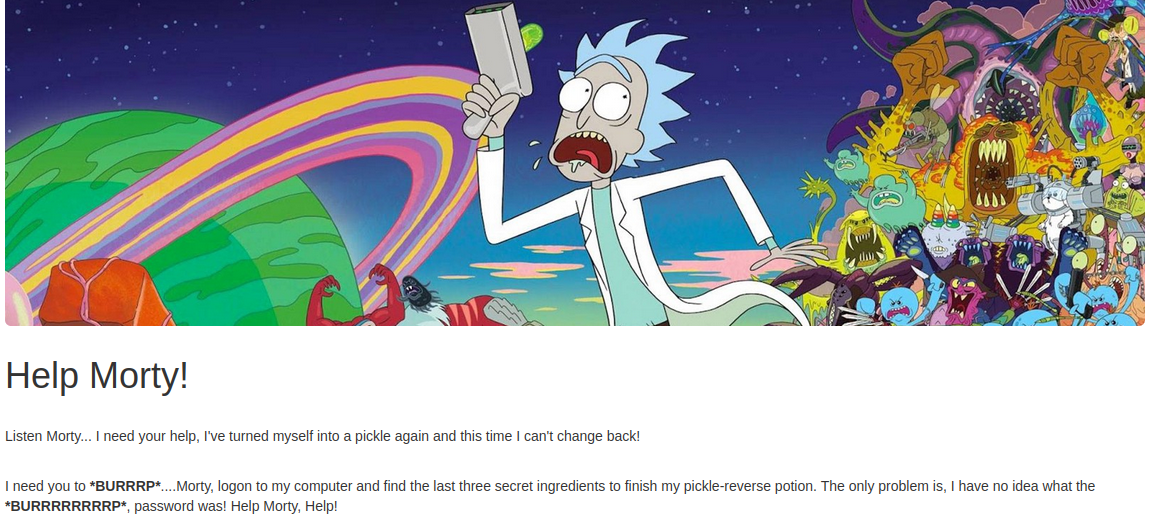 Help Morty!
Listen Morty... I need your help, I've turned myself into a pickle again and this time I can't change back!
I need you to *BURRRP*....Morty, logon to my computer and find the last three secret ingredients to finish my pickle-reverse potion. The only problem is, I have no idea what the
*BURRRRRRRRP*, password was! Help Morty, Help!